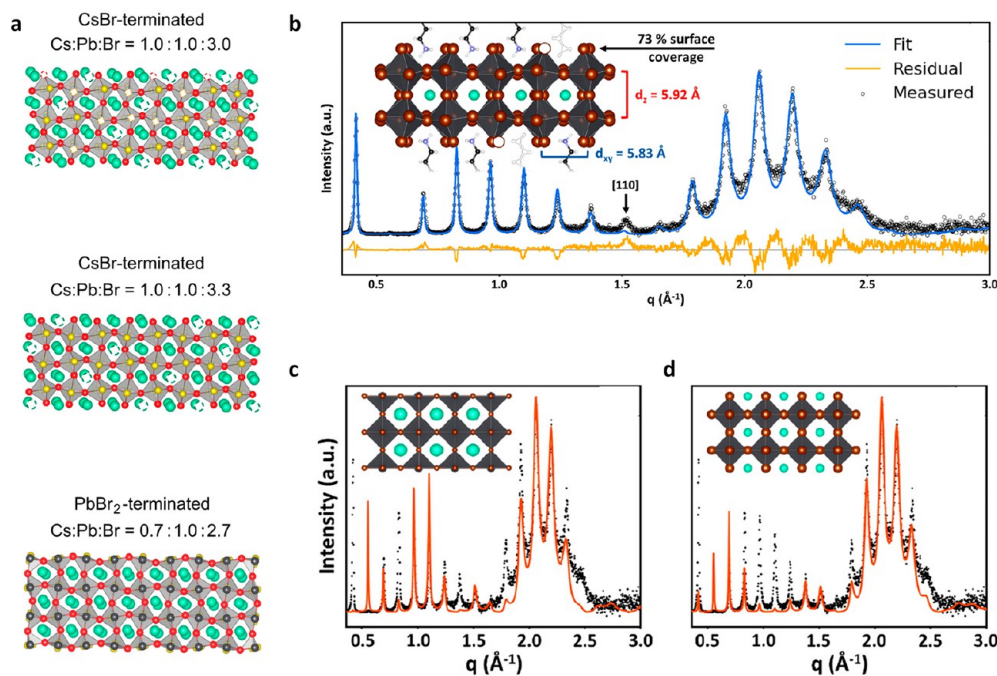 a
CsBr-terminated
Cs:Pb:Br = 1.0 : 1.0 : 3.0
CsBr-terminated
Cs:Pb:Br = 1.0 : 1.0 : 3.3
PbBr₂-terminated
Cs:Pb:Br = 0.7 : 1.0 : 2.7
b
73 % surface
coverage
d_z = 5.92 Å
d_xy = 5.83 Å
[110]
Fit
Residual
Measured
Intensity (a.u.)
0.5 1.0 1.5 2.0 2.5 3.0
q (Å⁻¹)
c
Intensity (a.u.)
0.5 1.0 1.5 2.0 2.5 3.0
q (Å⁻¹)
d
Intensity (a.u.)
0.5 1.0 1.5 2.0 2.5 3.0
q (Å⁻¹)